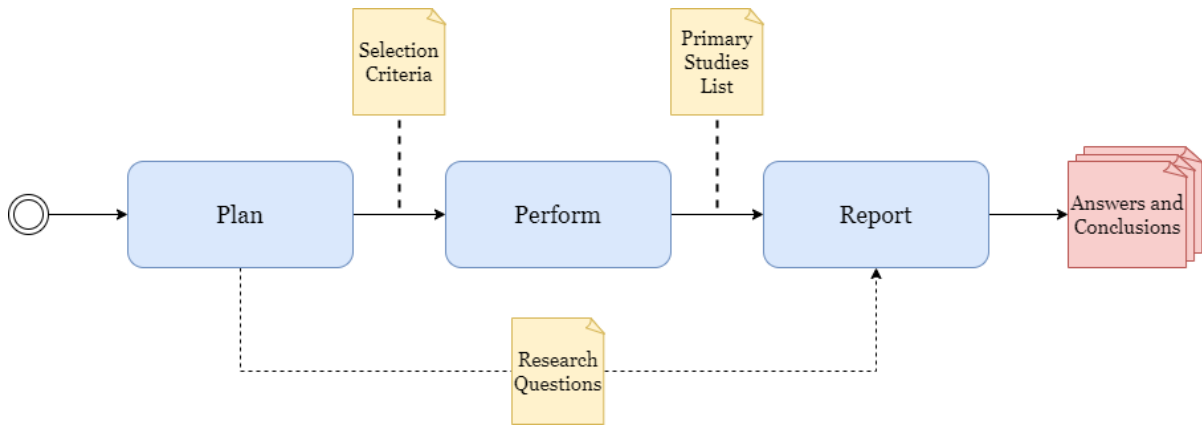 Selection
Criteria
Primary
Studies
List
Plan
Perform
Report
Answers and
Conclusions
Research
Questions